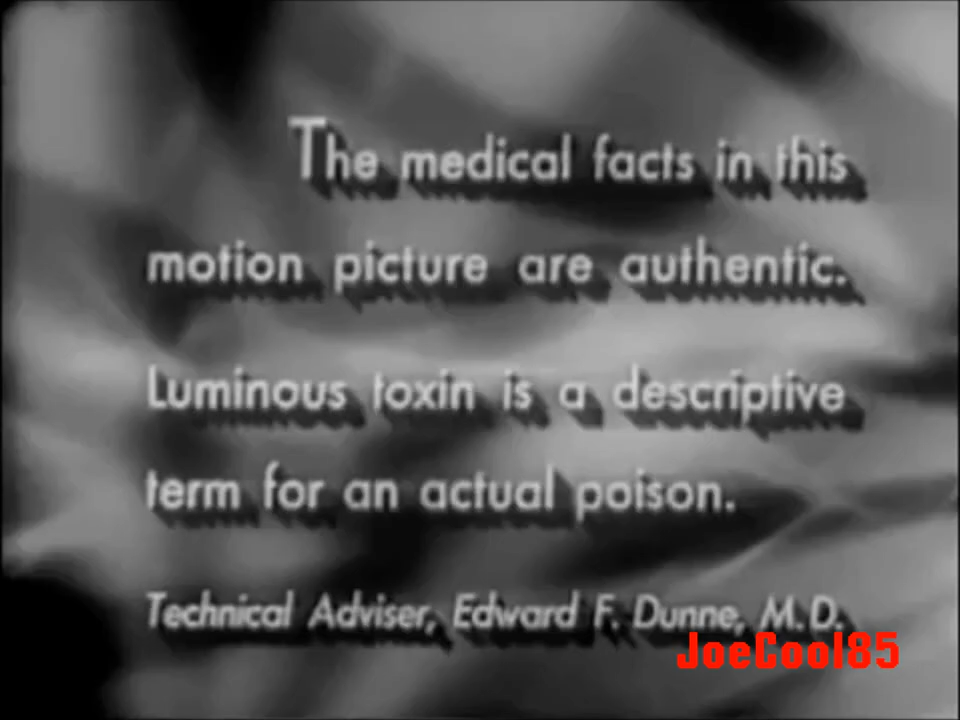 The medical facts in this
motion picture are authentic.
Luminous toxin is a descriptive
term for an actual poison.
Technical Adviser, Edward F. Dunne, M.D.
JoeCool85